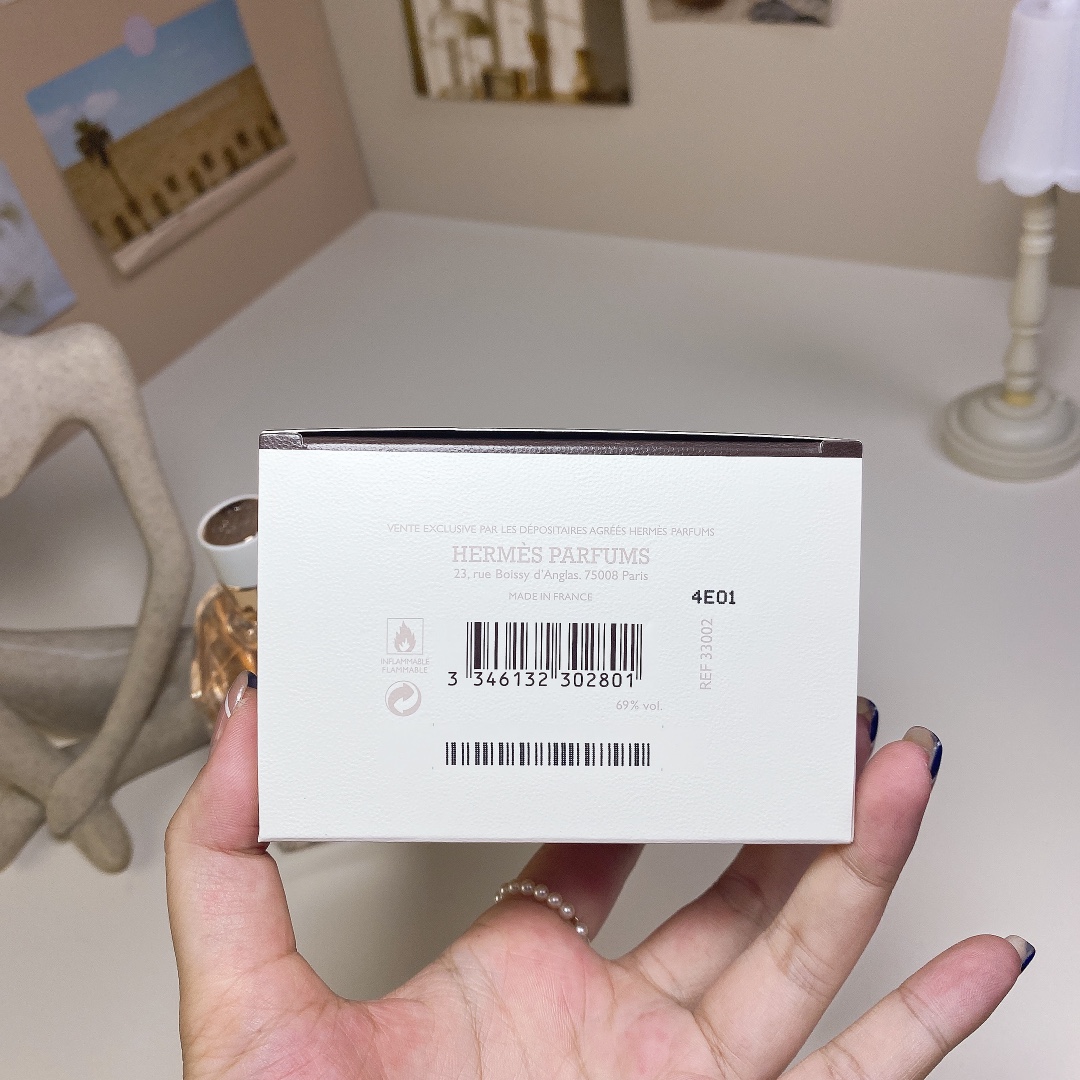 VENTE EXCLUSIVE PAR LES DÉPOSITAIRES AGRÉÉS HERMÈS PARFUMS
HERMÈS PARFUMS
23, rue Boissy d'Anglas. 75008 Paris
MADE IN FRANCE
4E01
INFLAMMABLE
FLAMMABLE
REF 33002
3 346132 302801
69% vol.